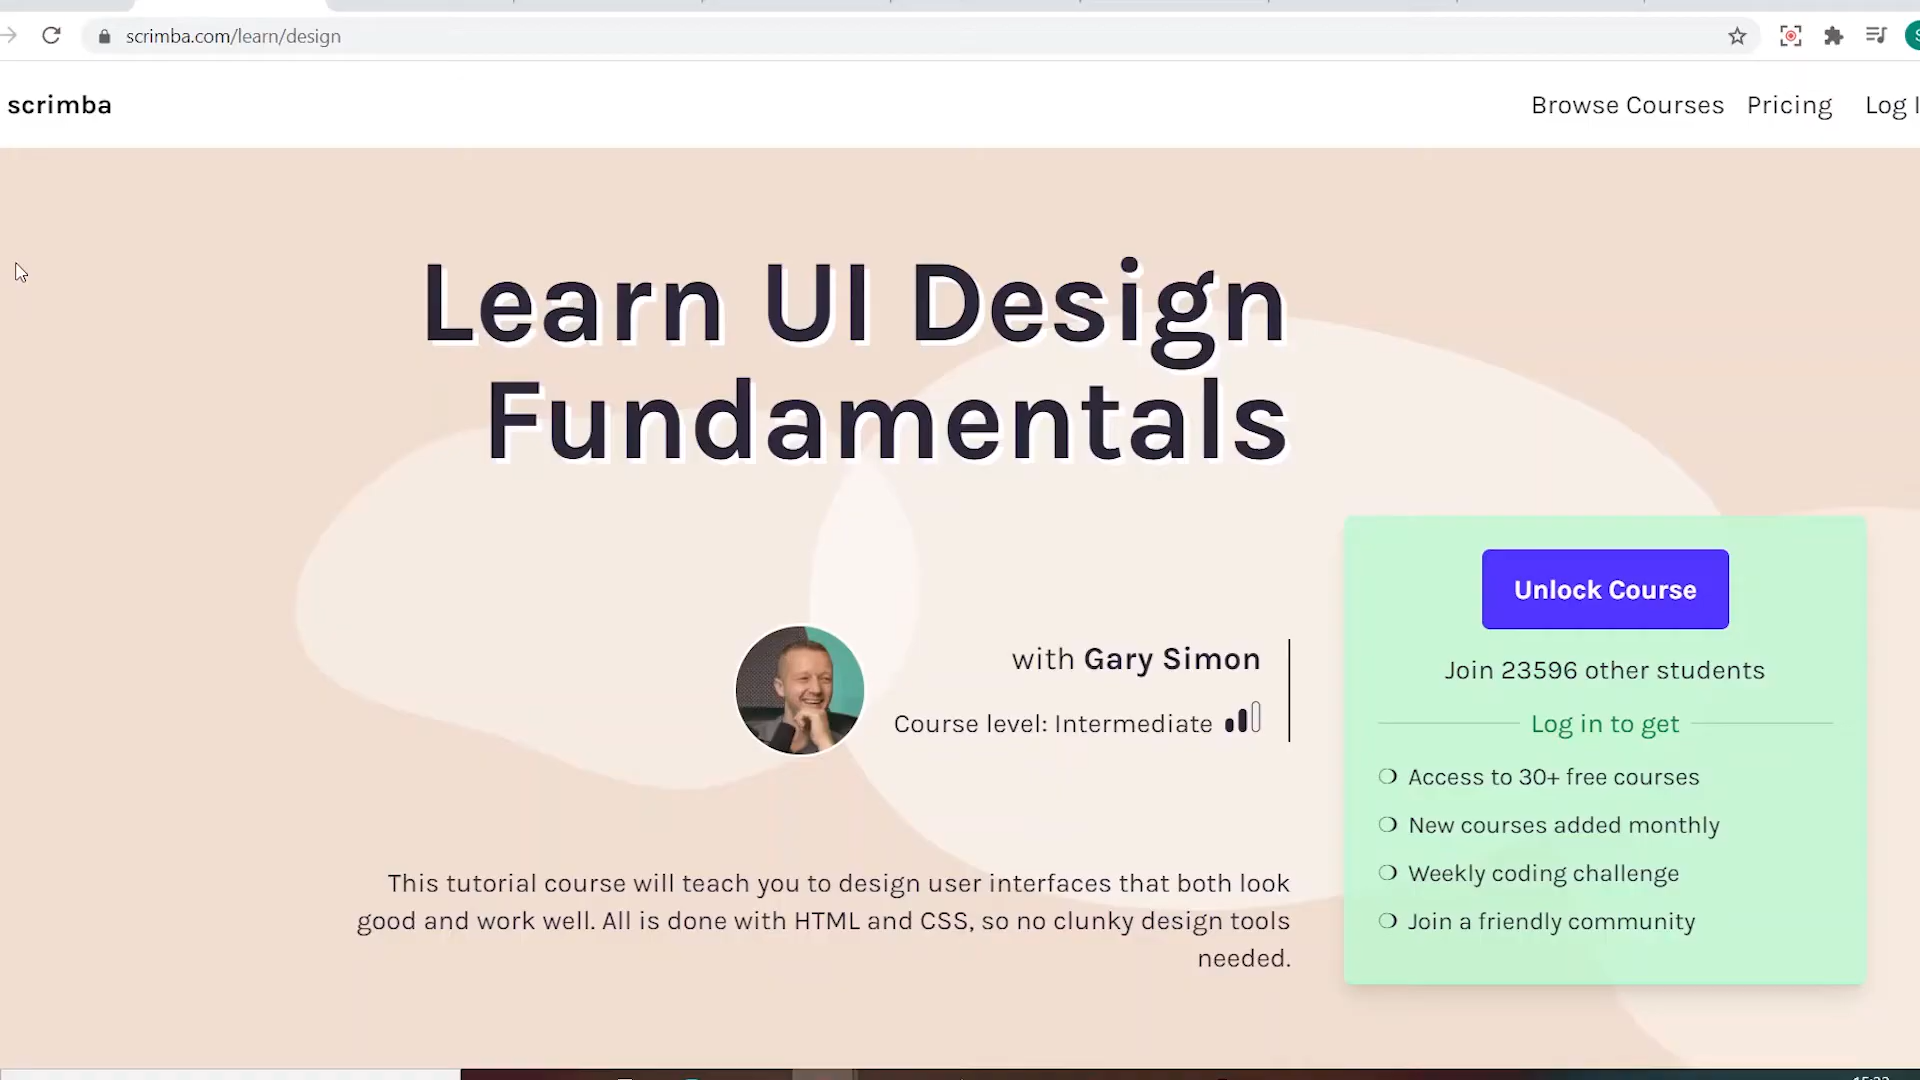 scrimba.com/learn/design
scrimba
Browse Courses
Pricing
Log
Learn UI Design
Fundamentals
Unlock Course
with Gary Simon
Course level: Intermediate
Join 23596 other students
Log in to get
Access to 30+ free courses
New courses added monthly
Weekly coding challenge
Join a friendly community
This tutorial course will teach you to design user interfaces that both look
good and work well. All is done with HTML and CSS, so no clunky design tools
needed.